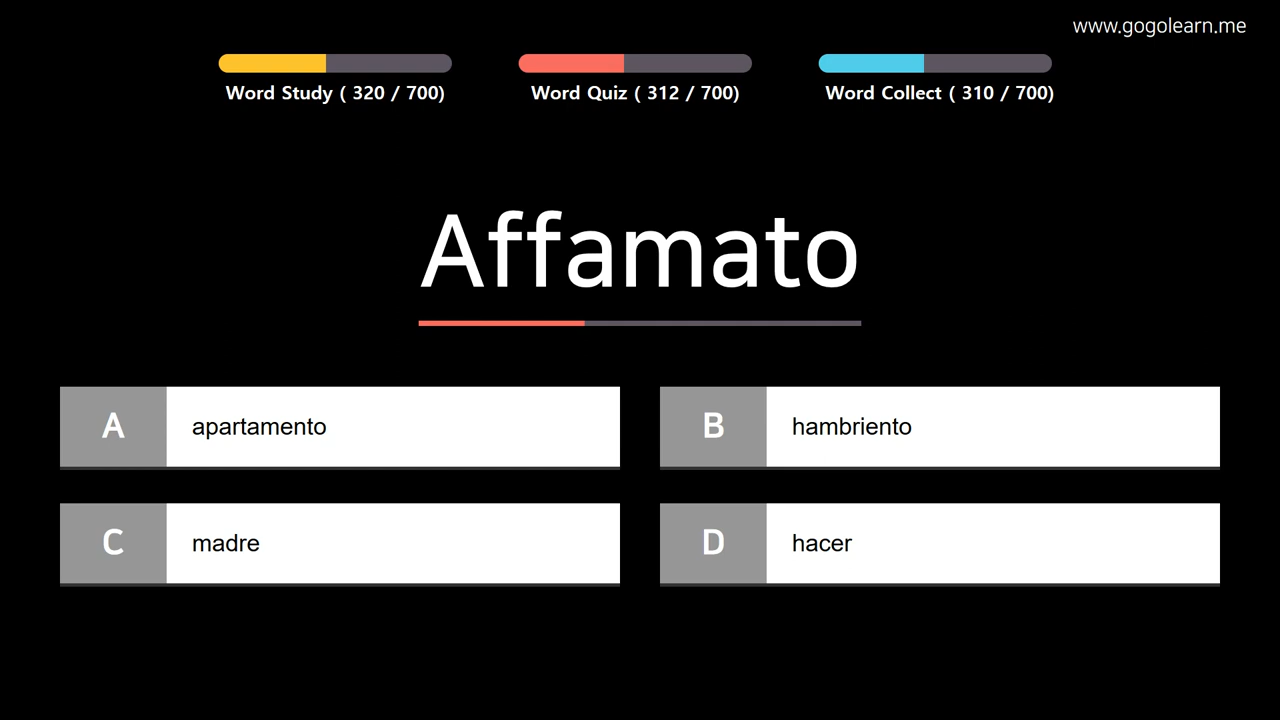 www.gogolearn.me
Word Study ( 320 / 700)
Word Quiz ( 312 / 700)
Word Collect ( 310 / 700)
Affamato
A apartamento
B hambriento
C madre
D hacer